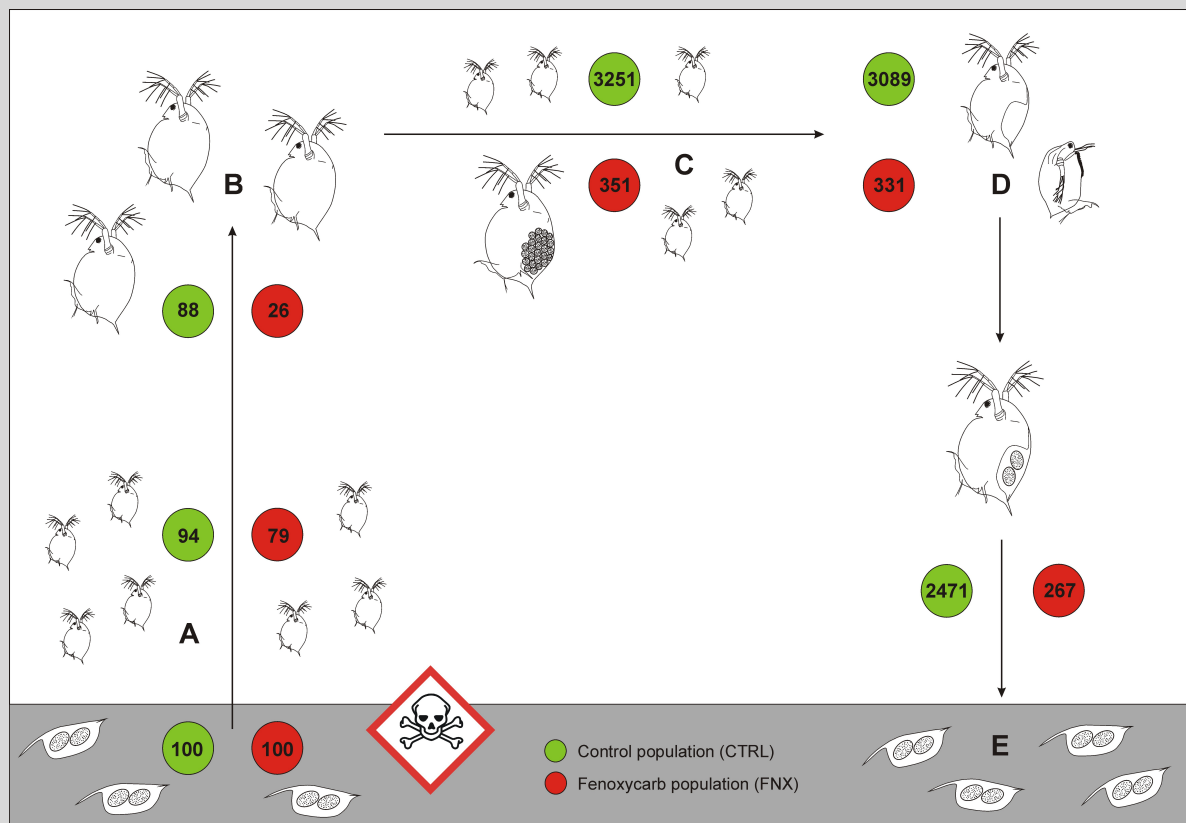 3251
3089
B
C
351
331
D
88
26
94
79
2471
267
A
100
100
E
Control population (CTRL)
Fenoxycarb population (FNX)